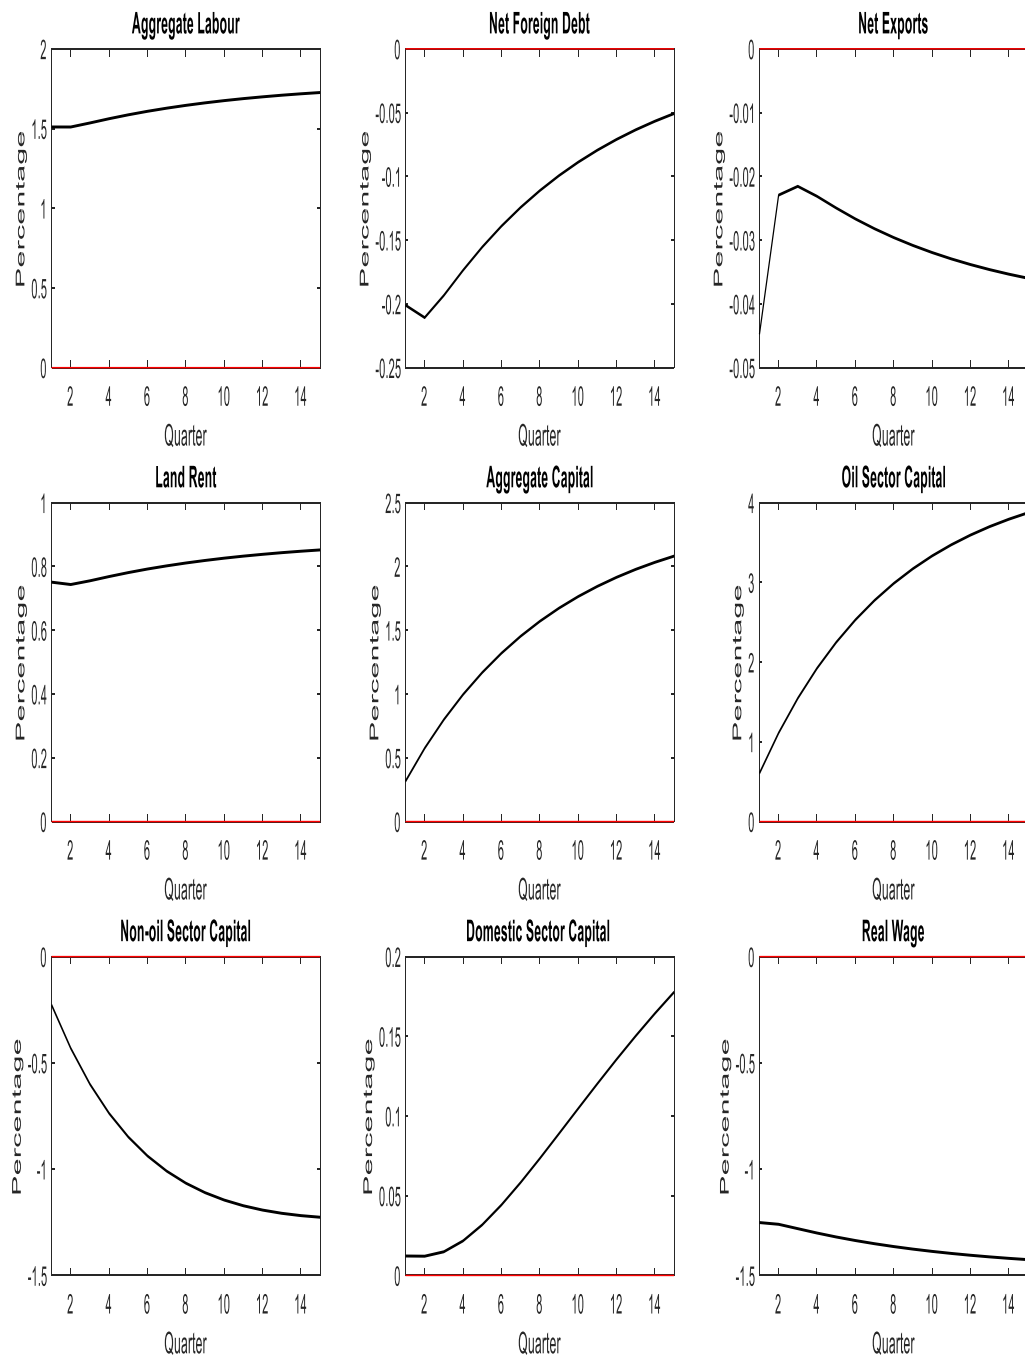 Aggregate Labour
Net Foreign Debt
Net Exports
Percentage
2
1.5
1
0.5
0
2 4 6 8 10 12 14
Quarter
Percentage
0
-0.05
-0.1
-0.15
-0.2
-0.25
2 4 6 8 10 12 14
Quarter
Percentage
0
-0.01
-0.02
-0.03
-0.04
-0.05
2 4 6 8 10 12 14
Quarter
Land Rent
Aggregate Capital
Oil Sector Capital
Percentage
1
0.8
0.6
0.4
0.2
0
2 4 6 8 10 12 14
Quarter
Percentage
2.5
2
1.5
1
0.5
0
2 4 6 8 10 12 14
Quarter
Percentage
4
3
2
1
0
2 4 6 8 10 12 14
Quarter
Non-oil Sector Capital
Domestic Sector Capital
Real Wage
Percentage
0
-0.5
-1
-1.5
2 4 6 8 10 12 14
Quarter
Percentage
0.2
0.15
0.1
0.05
0
2 4 6 8 10 12 14
Quarter
Percentage
0
-0.5
-1
-1.5
2 4 6 8 10 12 14
Quarter